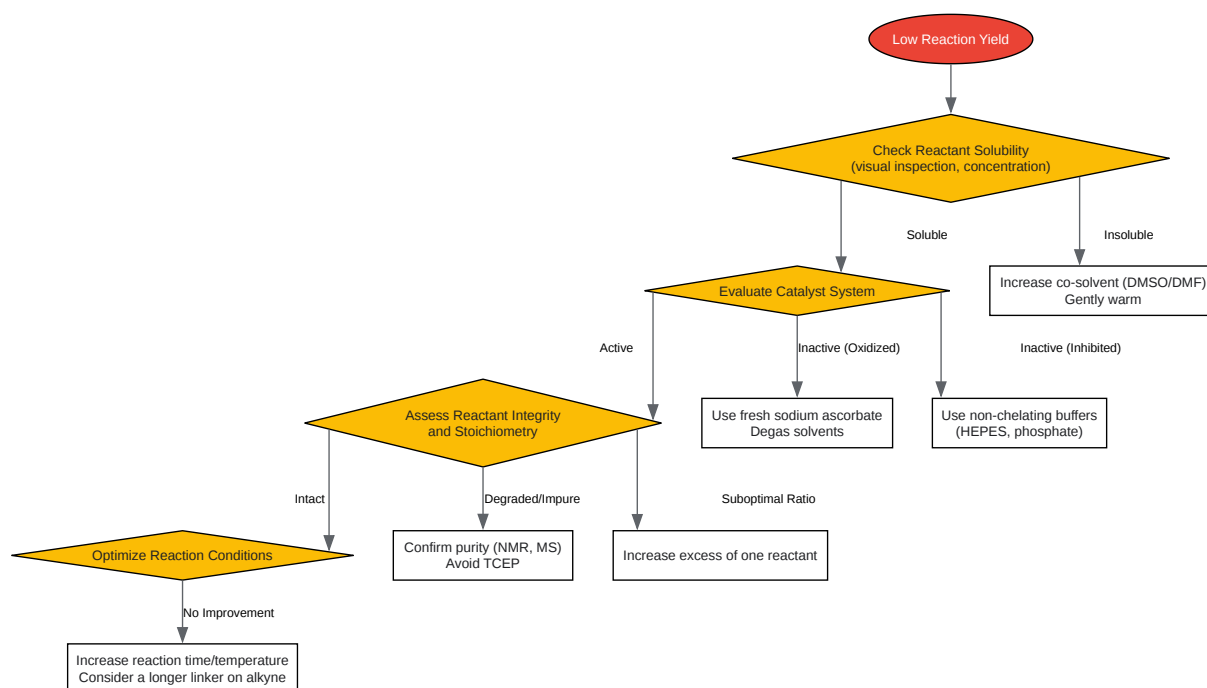 Low Reaction Yield
Check Reactant Solubility
(visual inspection, concentration)
Soluble
Insoluble
Evaluate Catalyst System
Increase co-solvent (DMSO/DMF)
Gently warm
Active
Inactive (Oxidized)
Inactive (Inhibited)
Assess Reactant Integrity
and Stoichiometry
Use fresh sodium ascorbate
Degas solvents
Use non-chelating buffers
(HEPES, phosphate)
Intact
Degraded/Impure
Suboptimal Ratio
Optimize Reaction Conditions
Confirm purity (NMR, MS)
Avoid TCEP
Increase excess of one reactant
No Improvement
Increase reaction time/temperature
Consider a longer linker on alkyne